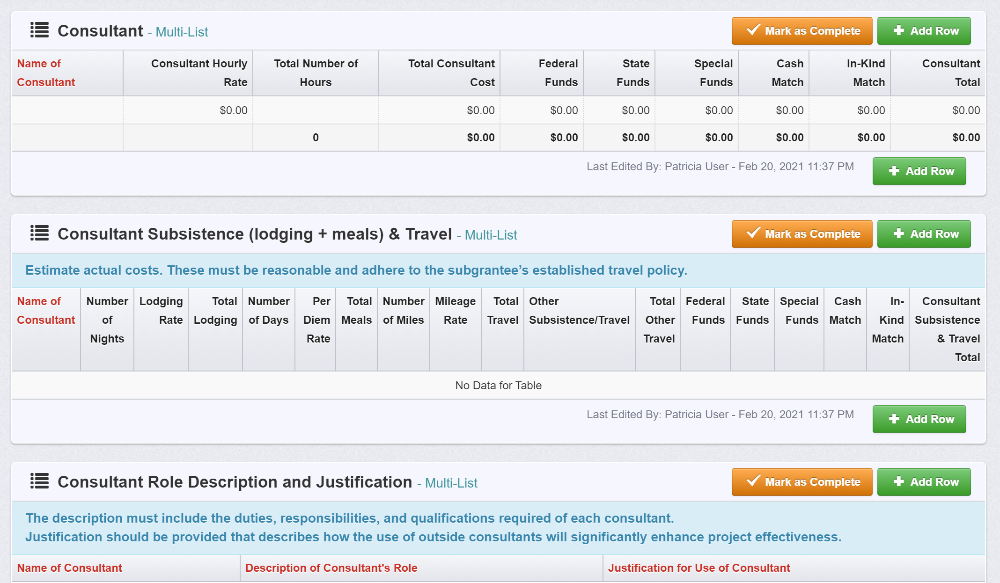 Consultant - Multi-List
Mark as Complete
Add Row
Name of Consultant
Consultant Hourly Rate
Total Number of Hours
Total Consultant Cost
Federal Funds
State Funds
Special Funds
Cash Match
In-Kind Match
Consultant Total
$0.00 $0.00 $0.00 $0.00 $0.00 $0.00 $0.00 $0.00
0 $0.00 $0.00 $0.00 $0.00 $0.00 $0.00 $0.00
Last Edited By: Patricia User - Feb 20, 2021 11:37 PM
Add Row
Consultant Subsistence (lodging + meals) & Travel - Multi-List
Mark as Complete
Add Row
Estimate actual costs. These must be reasonable and adhere to the subgrantee’s established travel policy.
Name of Consultant
Number of Nights
Lodging Rate
Total Lodging
Number of Days
Per Diem Rate
Total Meals
Number of Miles
Mileage Rate
Total Travel
Other Subsistence/Travel
Total Other Travel
Federal Funds
State Funds
Special Funds
Cash Match
In-Kind Match
Consultant Subsistence & Travel Total
No Data for Table
Last Edited By: Patricia User - Feb 20, 2021 11:37 PM
Add Row
Consultant Role Description and Justification - Multi-List
Mark as Complete
Add Row
The description must include the duties, responsibilities, and qualifications required of each consultant.
Justification should be provided that describes how the use of outside consultants will significantly enhance project effectiveness.
Name of Consultant
Description of Consultant's Role
Justification for Use of Consultant